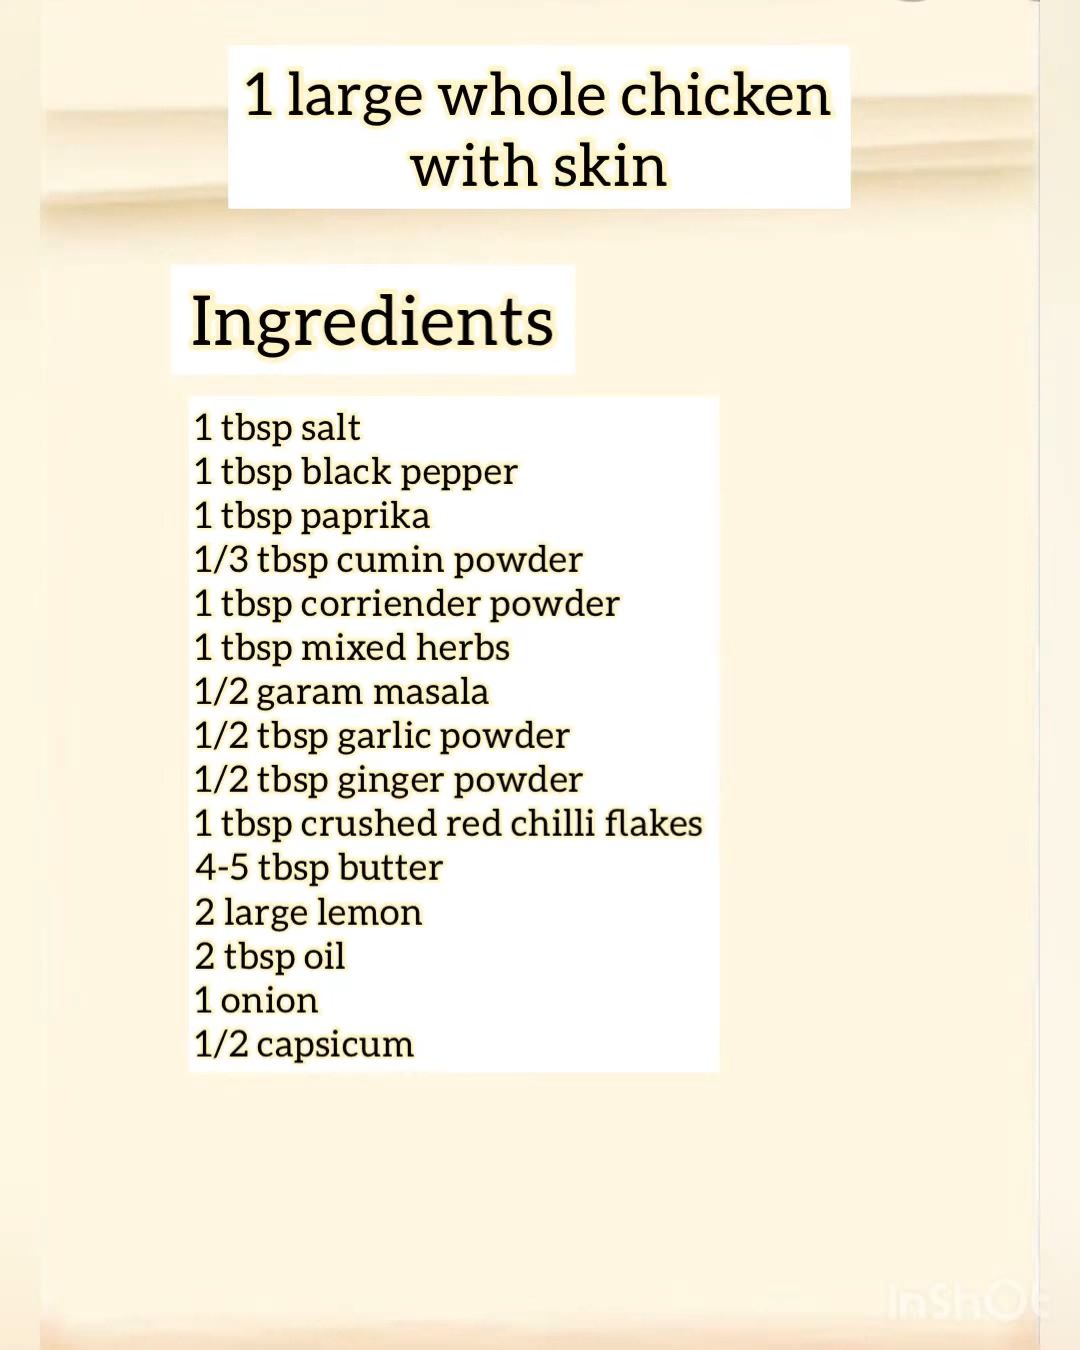 1 large whole chicken
with skin
Ingredients
1 tbsp salt
1 tbsp black pepper
1 tbsp paprika
1/3 tbsp cumin powder
1 tbsp corriender powder
1 tbsp mixed herbs
1/2 garam masala
1/2 tbsp garlic powder
1/2 tbsp ginger powder
1 tbsp crushed red chilli flakes
4-5 tbsp butter
2 large lemon
2 tbsp oil
1 onion
1/2 capsicum
InShOt